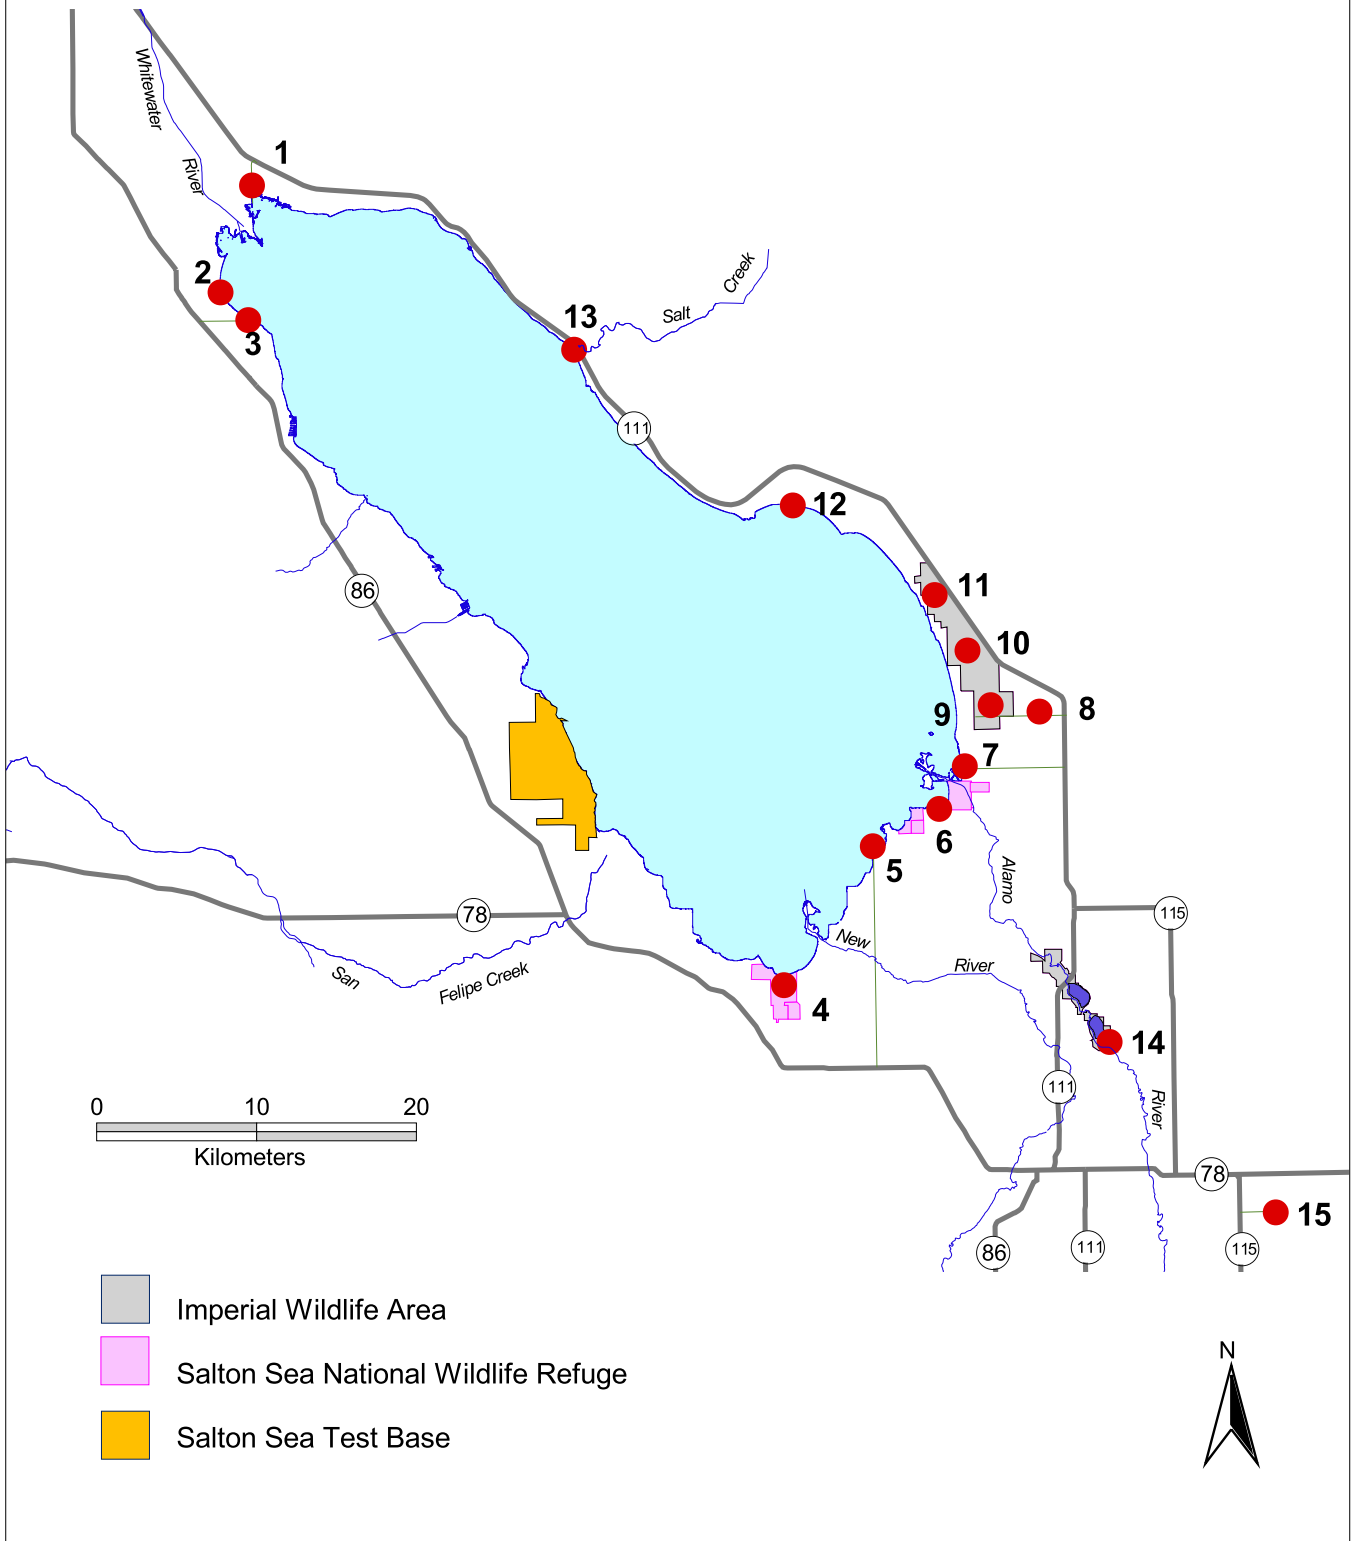 Whitewater
River
1
2
3
13
Salt
Creek
111
12
86
11
10
9
8
7
6
5
Alamo
78
115
New
River
San
Felipe Creek
4
14
111
River
0 10 20
Kilometers
78
15
86
111
115
Imperial Wildlife Area
Salton Sea National Wildlife Refuge
Salton Sea Test Base
N